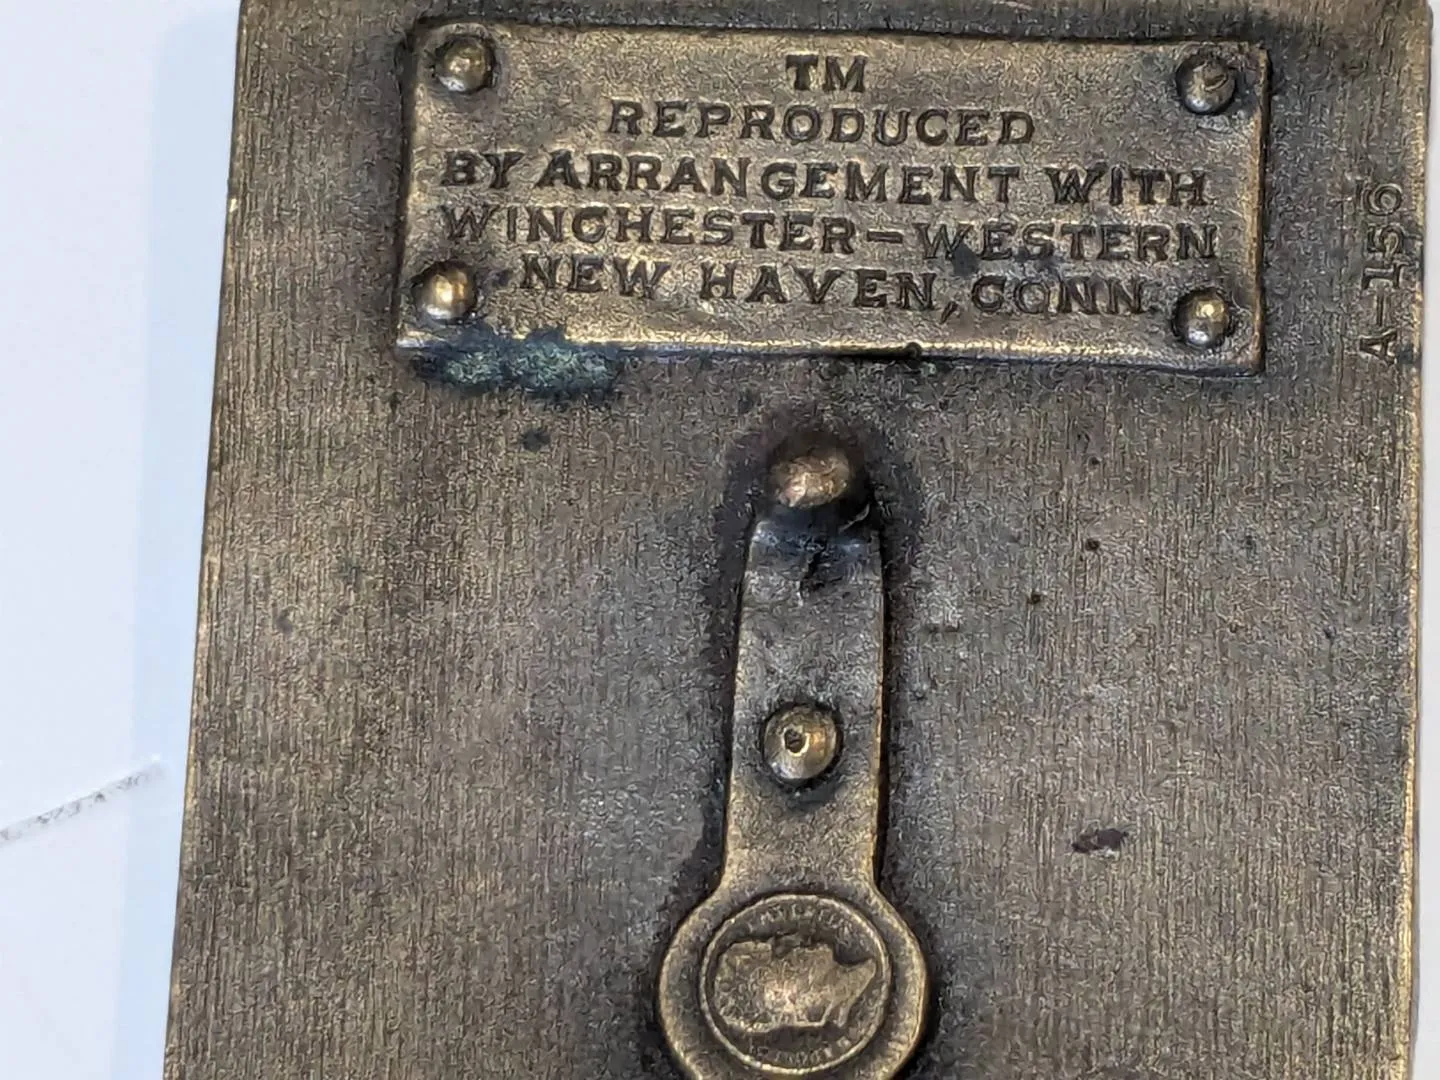 TM
REPRODUCED
BY ARRANGEMENT WITH
WINCHESTER-WESTERN
NEW HAVEN, CONN.
A-156